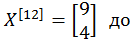 X^[12] = [9
4] до